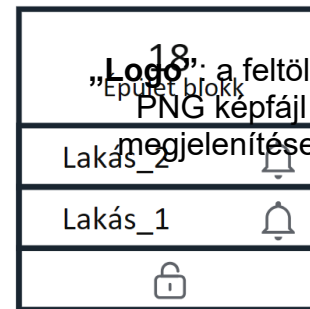 18
Épület blokk
„Logo”: a feltöl
PNG képfájl
megjelenítése
Lakás_2
Lakás_1